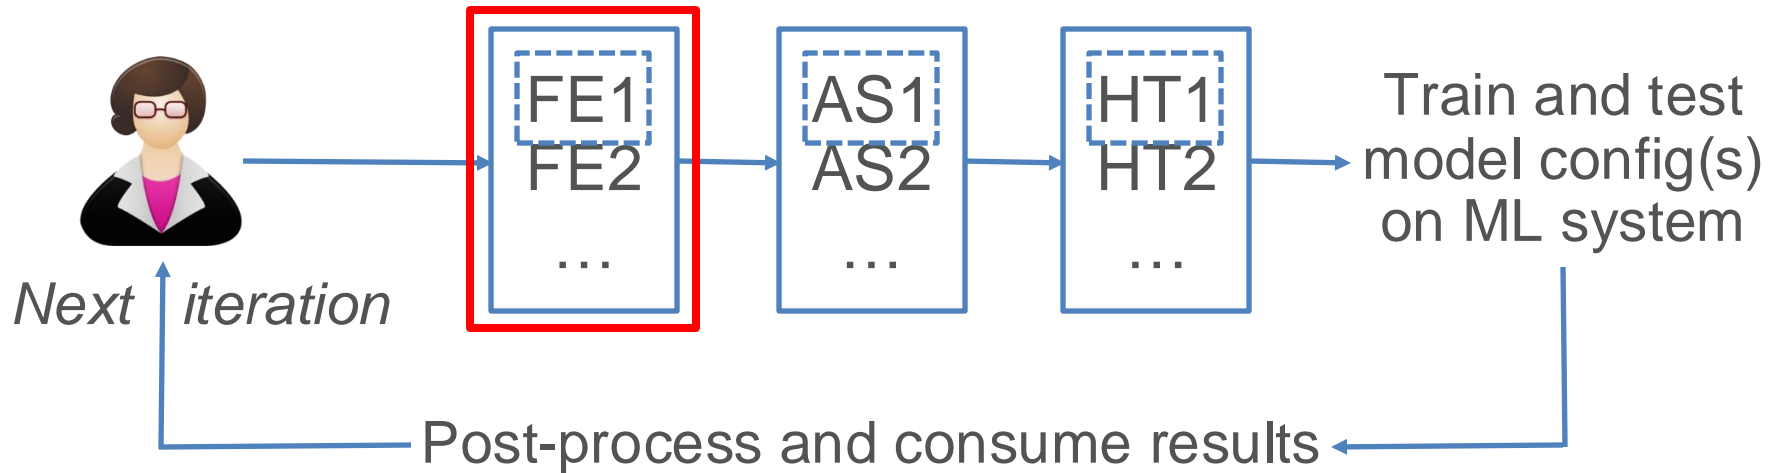 FE1
FE2
…
AS1
AS2
…
HT1
HT2
…
Train and test
model config(s)
on ML system
Next iteration
Post-process and consume results